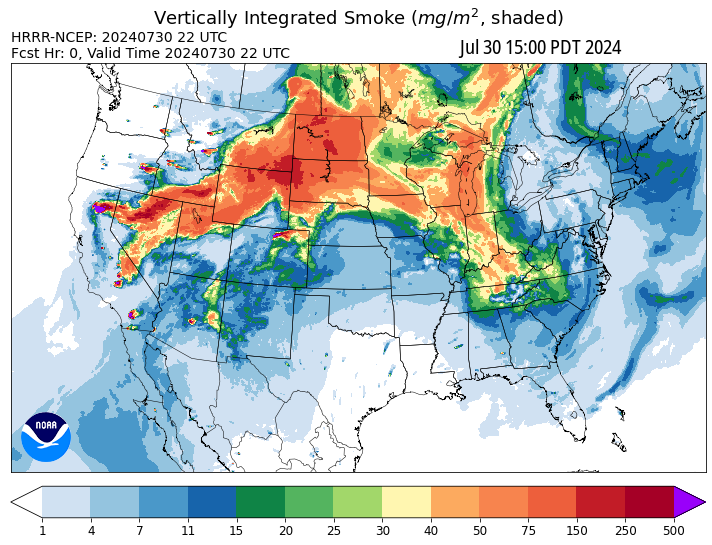 Vertically Integrated Smoke (mg/m², shaded)
HRRR-NCEP: 20240730 22 UTC
Fcst Hr: 0, Valid Time 20240730 22 UTC
Jul 30 15:00 PDT 2024
NOAA
1 4 7 11 15 20 25 30 40 50 75 150 250 500